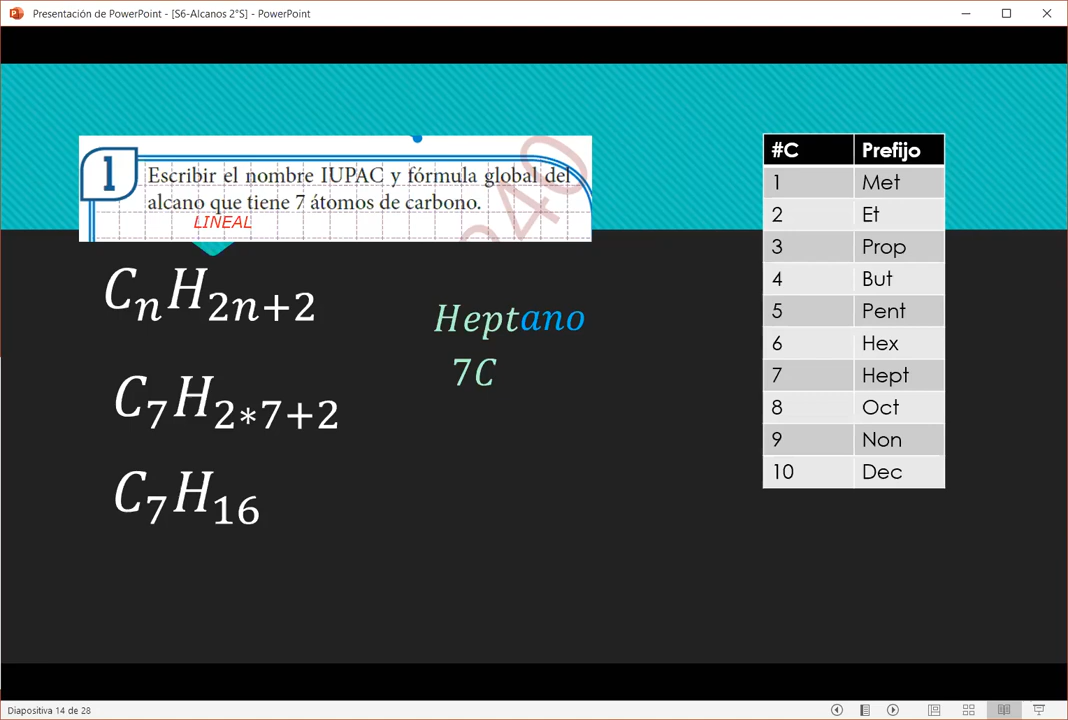 Presentación de PowerPoint - [S6-Alcanos 2°S] - PowerPoint
1 Escribir el nombre IUPAC y fórmula global del
alcano que tiene 7 átomos de carbono.
LINEAL
240
CₙH₂ₙ₊₂
C₇H₂*₇₊₂
C₇H₁₆
Heptano
7C
#C Prefijo
1 Met
2 Et
3 Prop
4 But
5 Pent
6 Hex
7 Hept
8 Oct
9 Non
10 Dec
Diapositiva 14 de 28